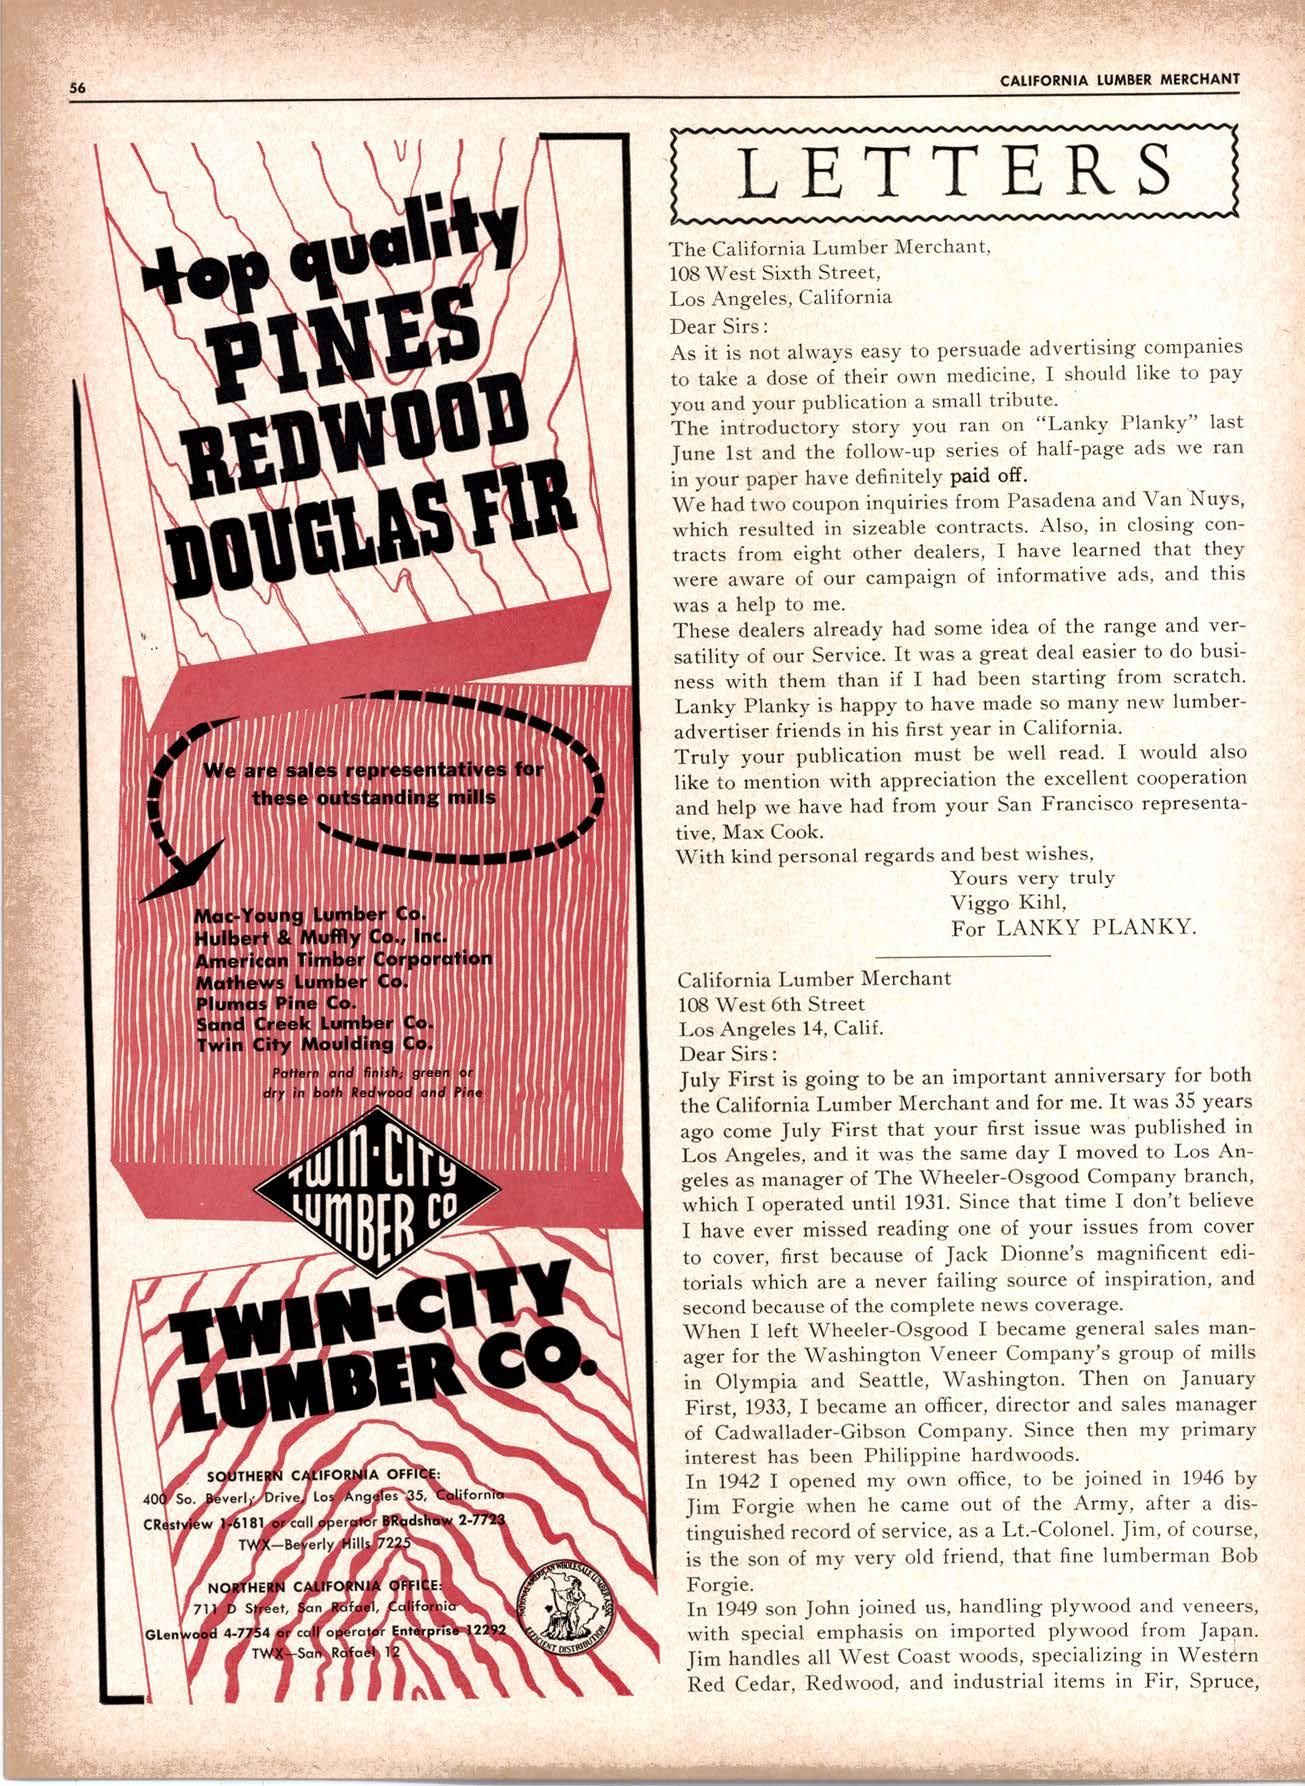 56
CALIFORNIA LUMBER MERCHANT
top quality
PINES
REDWOOD
DOUGLAS FIR
We are sales representatives for
these outstanding mills
Mac-Young Lumber Co.
Hulbert & Muffly Co., Inc.
American Timber Corporation
Mathews Lumber Co.
Plumas Pine Co.
Sand Creek Lumber Co.
Twin City Moulding Co.
Pattern and finish; green or
dry in both Redwood and Pine
TWIN-CITY
LUMBER CO
TWIN-CITY
LUMBER CO.
SOUTHERN CALIFORNIA OFFICE:
400 So. Beverly Drive, Los Angeles 35, California
CRestview 1-6181 or call operator BRadshaw 2-7723
TWX—Beverly Hills 7225
NORTHERN CALIFORNIA OFFICE:
711 D Street, San Rafael, California
GLenwood 4-7754 or call operator Enterprise 12292
TWX—San Rafael 12
NATIONAL-AMERICAN WHOLESALE LUMBER ASSN.
EFFICIENT DISTRIBUTION
LETTERS
The California Lumber Merchant,
108 West Sixth Street,
Los Angeles, California
Dear Sirs:
As it is not always easy to persuade advertising companies
to take a dose of their own medicine, I should like to pay
you and your publication a small tribute.
The introductory story you ran on "Lanky Planky" last
June 1st and the follow-up series of half-page ads we ran
in your paper have definitely paid off.
We had two coupon inquiries from Pasadena and Van Nuys,
which resulted in sizeable contracts. Also, in closing con-
tracts from eight other dealers, I have learned that they
were aware of our campaign of informative ads, and this
was a help to me.
These dealers already had some idea of the range and ver-
satility of our Service. It was a great deal easier to do busi-
ness with them than if I had been starting from scratch.
Lanky Planky is happy to have made so many new lumber-
advertiser friends in his first year in California.
Truly your publication must be well read. I would also
like to mention with appreciation the excellent cooperation
and help we have had from your San Francisco representa-
tive, Max Cook.
With kind personal regards and best wishes,
Yours very truly
Viggo Kihl,
For LANKY PLANKY.
California Lumber Merchant
108 West 6th Street
Los Angeles 14, Calif.
Dear Sirs:
July First is going to be an important anniversary for both
the California Lumber Merchant and for me. It was 35 years
ago come July First that your first issue was published in
Los Angeles, and it was the same day I moved to Los An-
geles as manager of The Wheeler-Osgood Company branch,
which I operated until 1931. Since that time I don't believe
I have ever missed reading one of your issues from cover
to cover, first because of Jack Dionne's magnificent edi-
torials which are a never failing source of inspiration, and
second because of the complete news coverage.
When I left Wheeler-Osgood I became general sales man-
ager for the Washington Veneer Company's group of mills
in Olympia and Seattle, Washington. Then on January
First, 1933, I became an officer, director and sales manager
of Cadwallader-Gibson Company. Since then my primary
interest has been Philippine hardwoods.
In 1942 I opened my own office, to be joined in 1946 by
Jim Forgie when he came out of the Army, after a dis-
tinguished record of service, as a Lt.-Colonel. Jim, of course,
is the son of my very old friend, that fine lumberman Bob
Forgie.
In 1949 son John joined us, handling plywood and veneers,
with special emphasis on imported plywood from Japan.
Jim handles all West Coast woods, specializing in Western
Red Cedar, Redwood, and industrial items in Fir, Spruce,